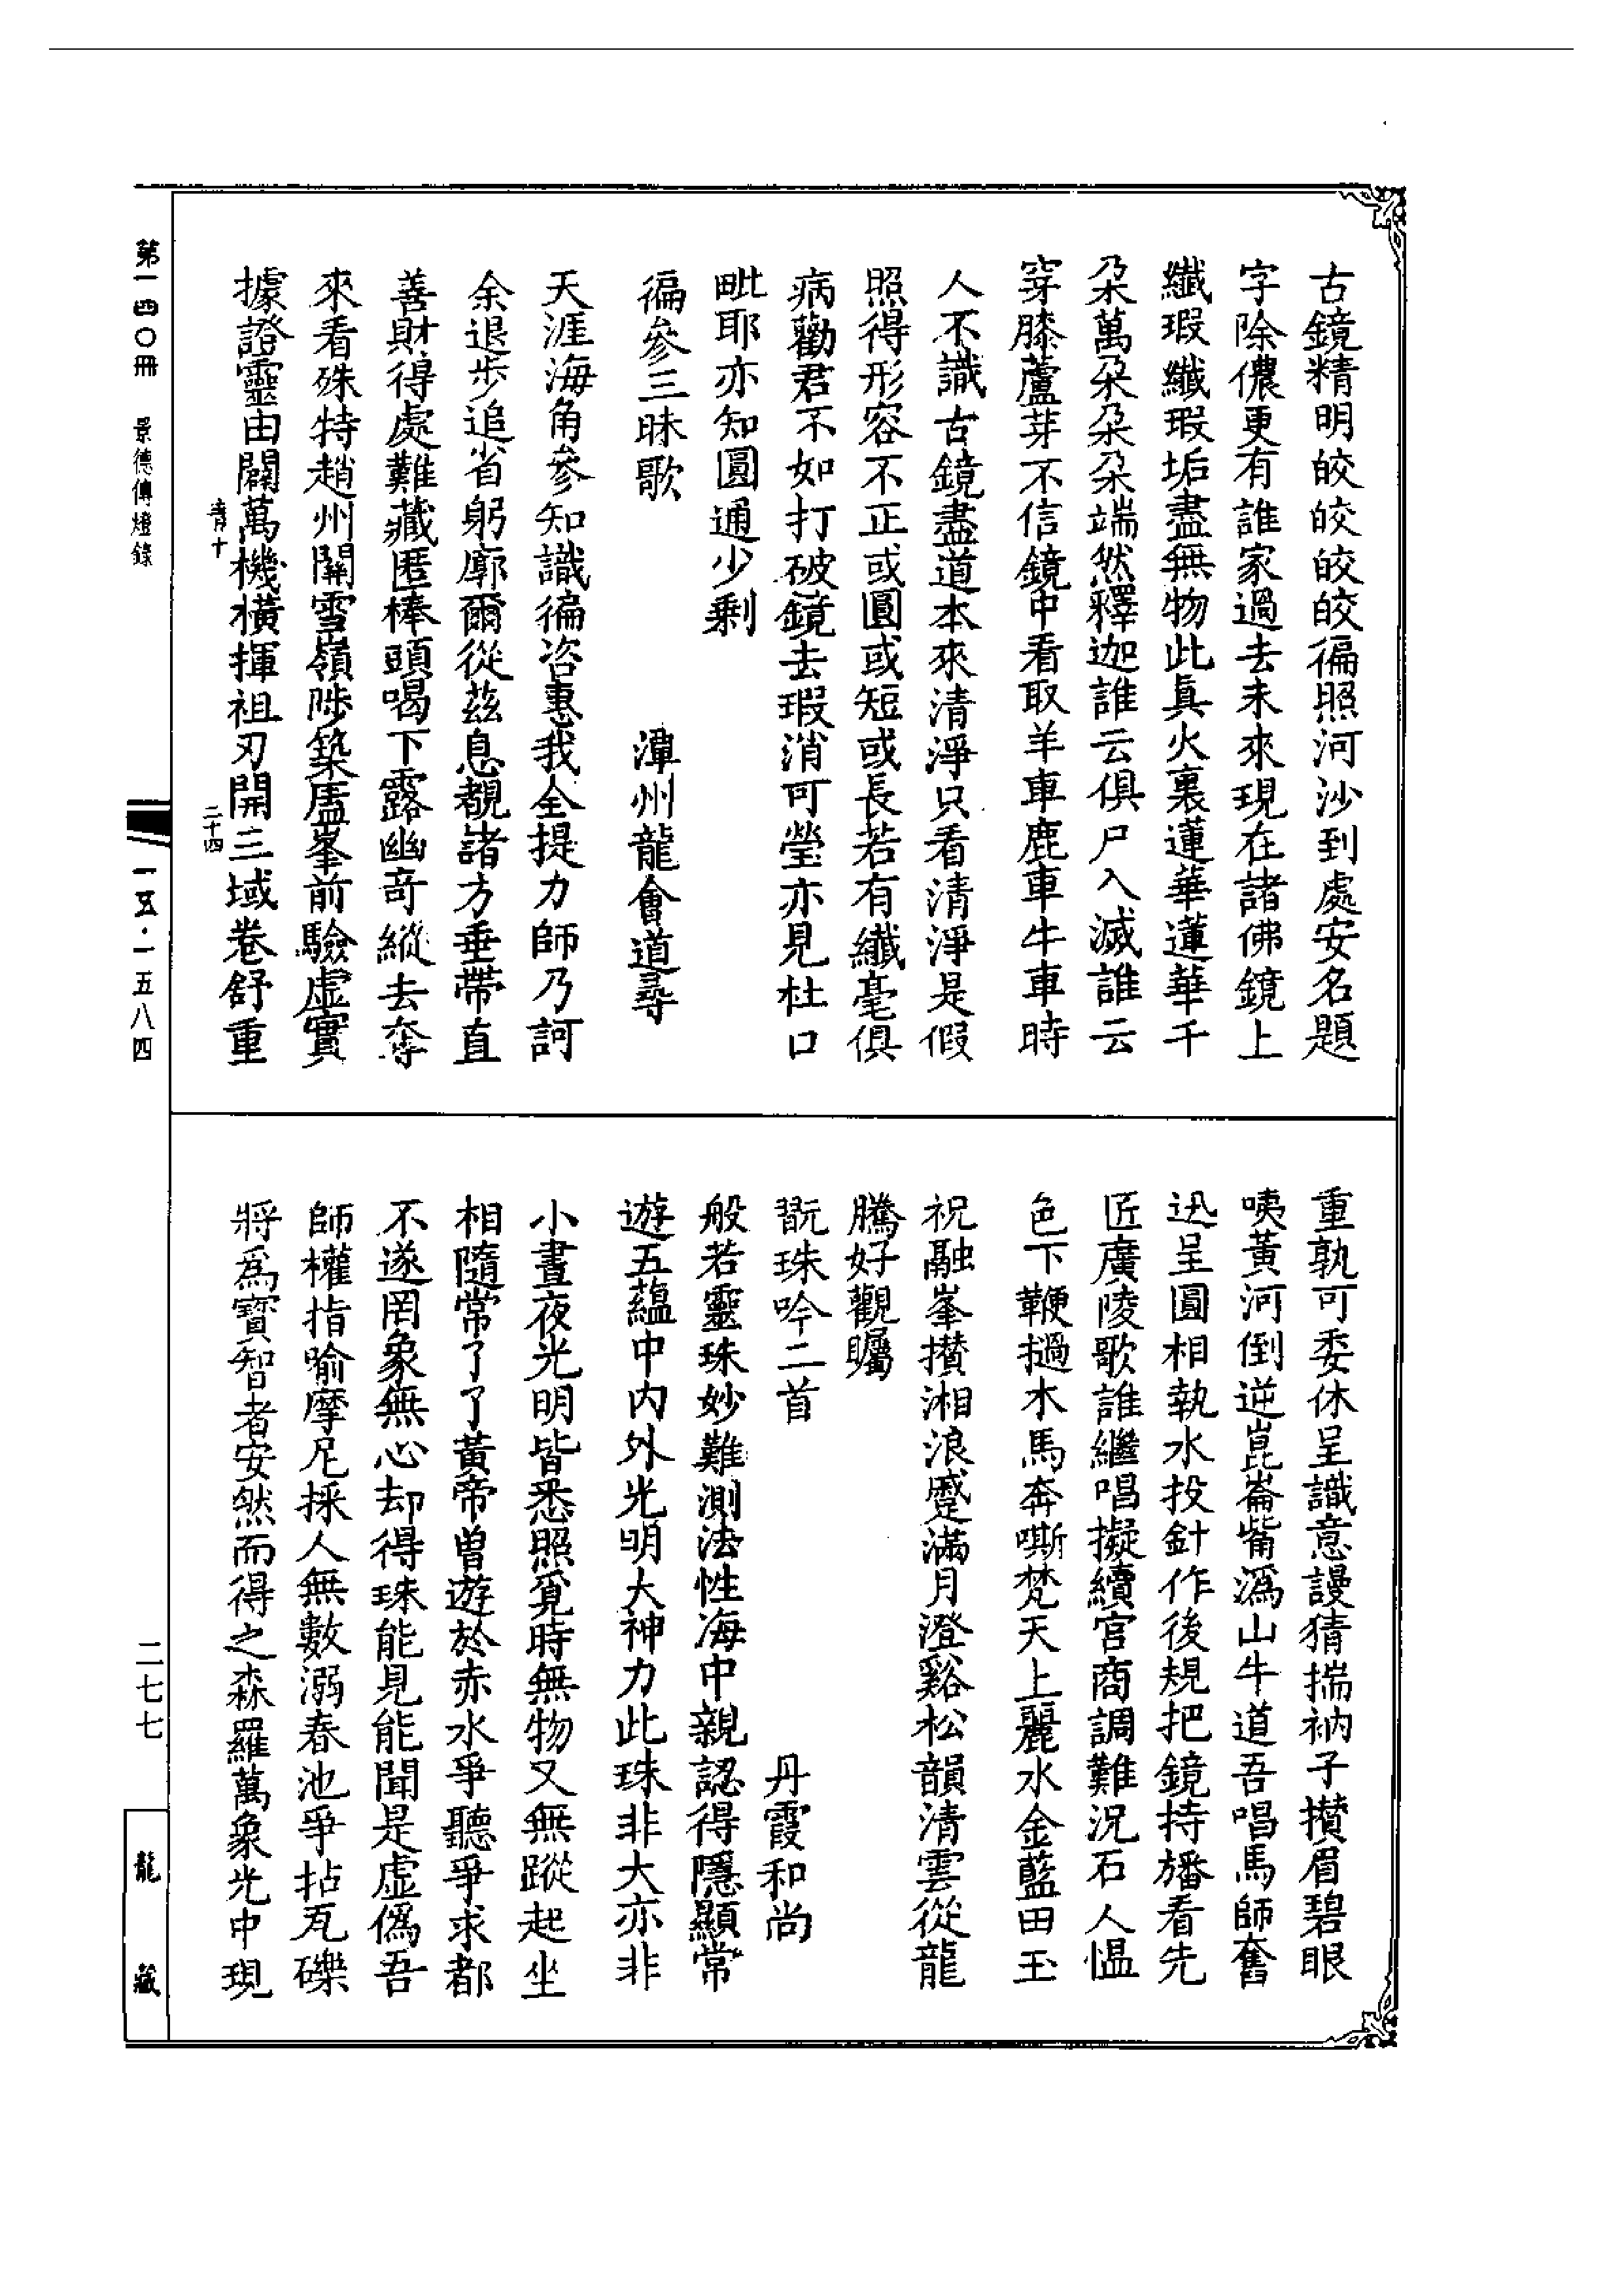 古鏡精明皎皎皎皎徧照河沙到處安名題
字除儂更有誰家過去未來現在諸佛鏡上
纖瑕纖瑕垢盡無物此真火裏蓮華蓮華千
朵萬朵朵朵端然釋迦誰云俱尸入滅誰云
穿膝蘆芽不信鏡中看取羊車鹿車牛車時
人不識古鏡盡道本來清淨只看清淨是假
照得形容不正或圓或短或長若有纖毫俱
病勸君不如打破鏡去瑕消可瑩亦見杜口
毗耶亦知圓通少剩
徧參三昧歌　潭州龍會道尋
天涯海角參知識徧咨惠我全提力師乃訶
余退步追省躬廓爾從茲息覩諸方垂帶直
善財得處難藏匿棒頭喝下露幽奇縱去奪
來看殊特趙州關雪嶺陟築盧峯前驗虛實
據證靈由闢萬機橫揮祖刃開三域卷舒重
青十
二十四
重孰可委休呈識意謾猜揣衲子攢眉碧眼
咦黃河倒逆崑崙觜溈山牛道吾唱馬師奮
迅呈圓相執水投針作後規把鏡持旛看先
匠廣陵歌誰繼唱擬續宮商調難況石人慍
色下鞭撾木馬奔嘶梵天上麗水金藍田玉
祝融峯攢湘浪蹙滿月澄谿松韻清雲從龍
騰好觀矚
翫珠吟二首　丹霞和尚
般若靈珠妙難測法性海中親認得隱顯常
遊五蘊中內外光明大神力此珠非大亦非
小晝夜光明皆悉照覓時無物又無蹤起坐
相隨常了了黃帝曾遊於赤水爭聽爭求都
不遂罔象無心却得珠能見能聞是虛偽吾
師權指喻摩尼採人無數溺春池爭拈瓦礫
將為寶智者安然而得之森羅萬象光中現
第一四〇冊　景德傳燈錄
一五·一五八四
二七七
龍藏